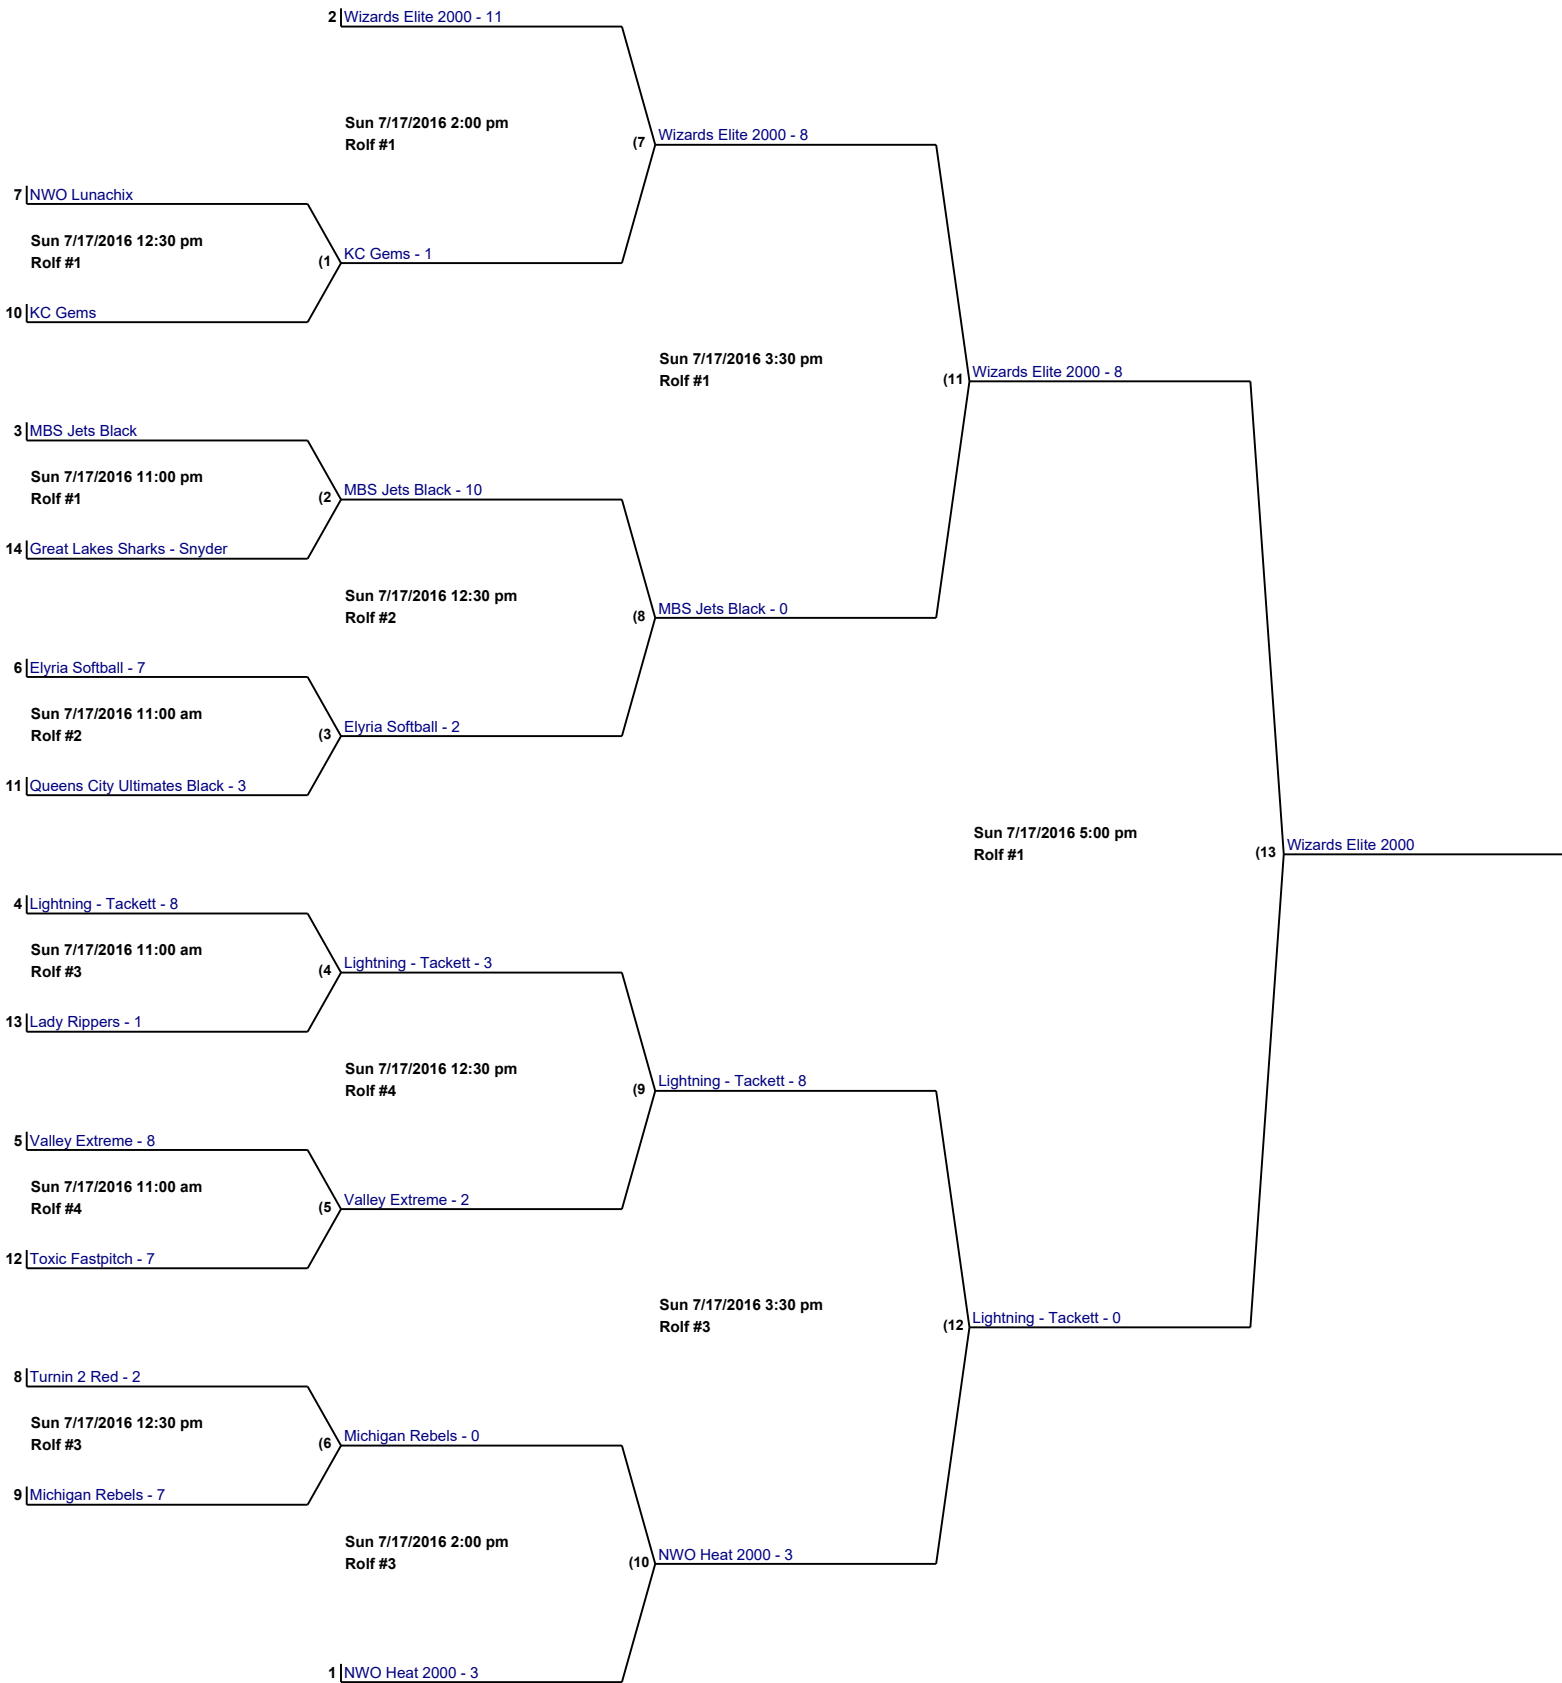 2 Wizards Elite 2000 - 11
Sun 7/17/2016 2:00 pm
Rolf #1
(7 Wizards Elite 2000 - 8
7 NWO Lunachix
Sun 7/17/2016 12:30 pm
Rolf #1
(1 KC Gems - 1
10 KC Gems
Sun 7/17/2016 3:30 pm
Rolf #1
(11 Wizards Elite 2000 - 8
3 MBS Jets Black
Sun 7/17/2016 11:00 pm
Rolf #1
(2 MBS Jets Black - 10
14 Great Lakes Sharks - Snyder
Sun 7/17/2016 12:30 pm
Rolf #2
(8 MBS Jets Black - 0
6 Elyria Softball - 7
Sun 7/17/2016 11:00 am
Rolf #2
(3 Elyria Softball - 2
11 Queens City Ultimates Black - 3
Sun 7/17/2016 5:00 pm
Rolf #1
(13 Wizards Elite 2000
4 Lightning - Tackett - 8
Sun 7/17/2016 11:00 am
Rolf #3
(4 Lightning - Tackett - 3
13 Lady Rippers - 1
Sun 7/17/2016 12:30 pm
Rolf #4
(9 Lightning - Tackett - 8
5 Valley Extreme - 8
Sun 7/17/2016 11:00 am
Rolf #4
(5 Valley Extreme - 2
12 Toxic Fastpitch - 7
Sun 7/17/2016 3:30 pm
Rolf #3
(12 Lightning - Tackett - 0
8 Turnin 2 Red - 2
Sun 7/17/2016 12:30 pm
Rolf #3
(6 Michigan Rebels - 0
9 Michigan Rebels - 7
Sun 7/17/2016 2:00 pm
Rolf #3
(10 NWO Heat 2000 - 3
1 NWO Heat 2000 - 3